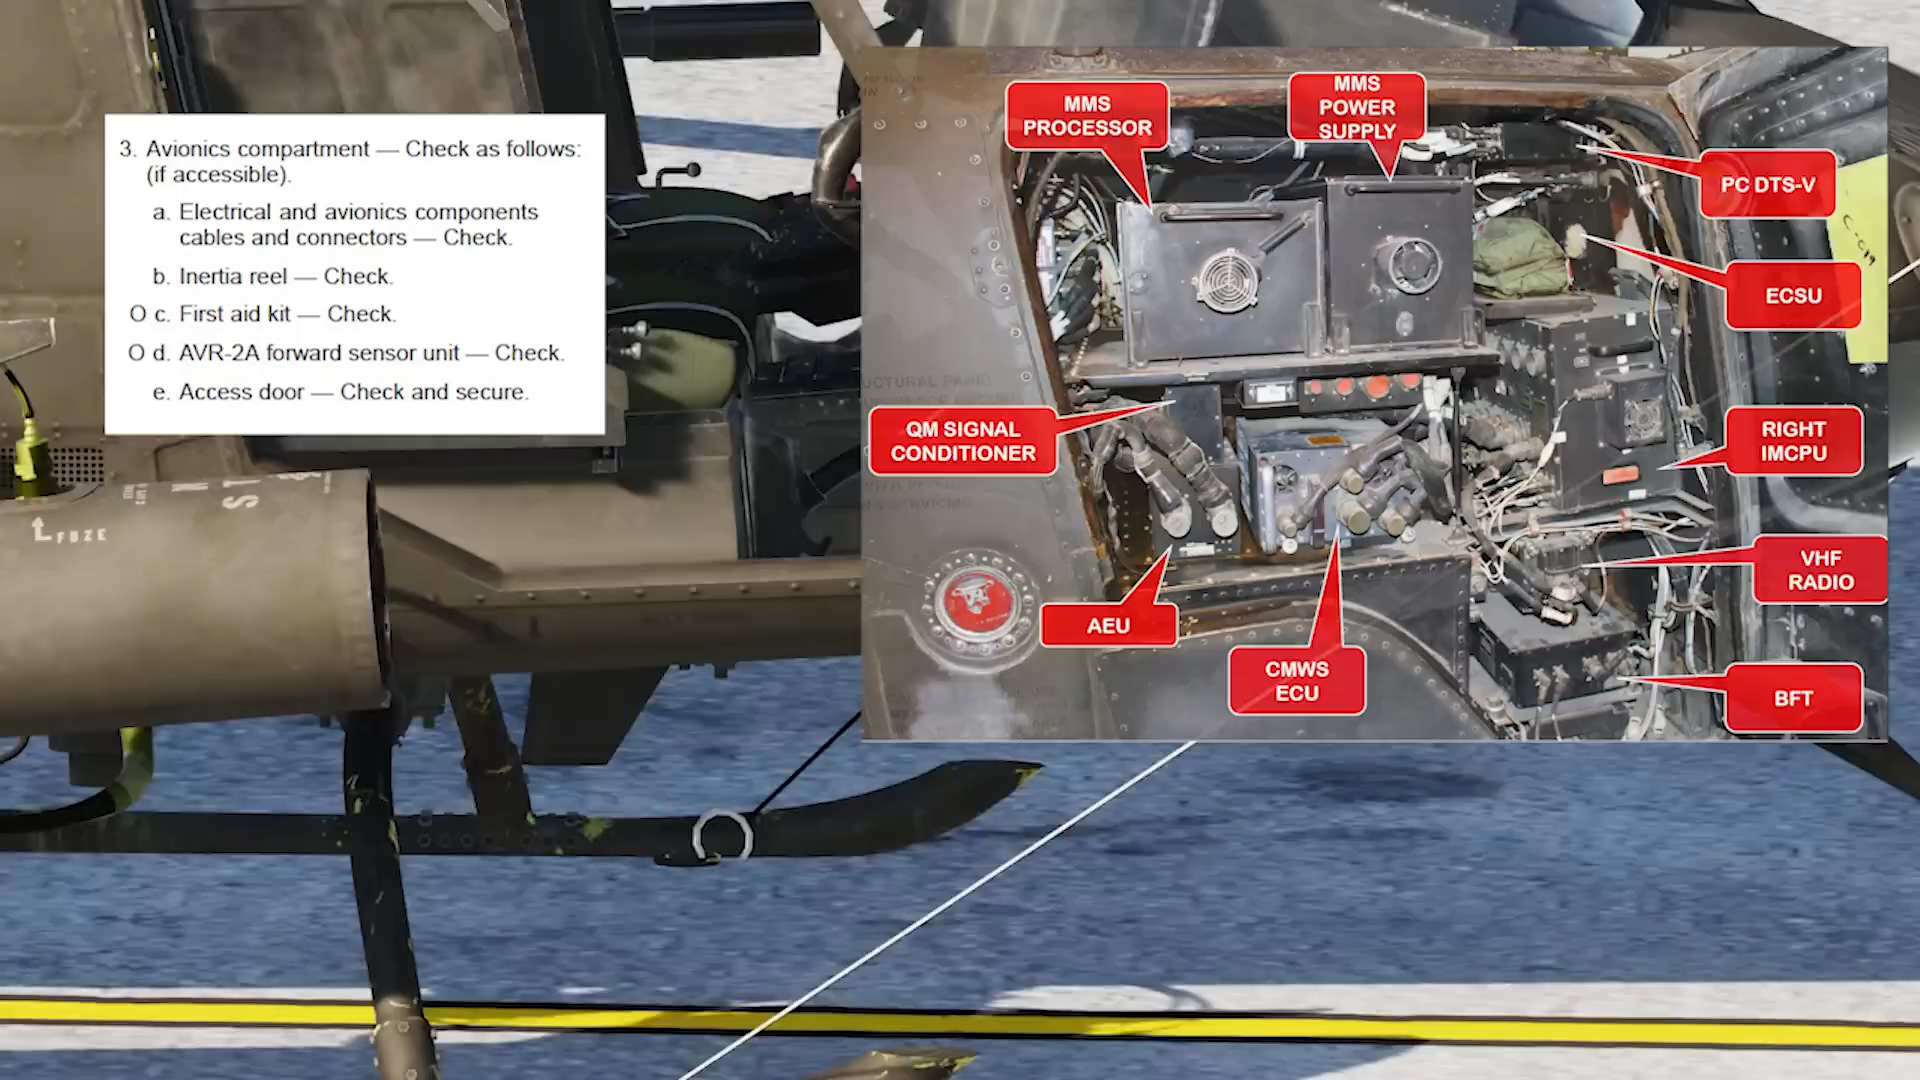 3. Avionics compartment — Check as follows:
(if accessible).
a. Electrical and avionics components
cables and connectors — Check.
b. Inertia reel — Check.
O c. First aid kit — Check.
O d. AVR-2A forward sensor unit — Check.
e. Access door — Check and secure.
FUZE
MMS
PROCESSOR
MMS
POWER
SUPPLY
PC DTS-V
ECSU
C-C19
QM SIGNAL
CONDITIONER
RIGHT
IMCPU
VHF
RADIO
AEU
CMWS
ECU
BFT